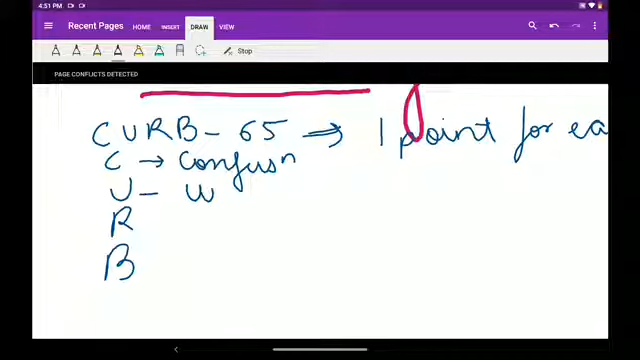 4:51 PM
Recent Pages HOME INSERT DRAW VIEW
Stop
PAGE CONFLICTS DETECTED
CURB - 65 ⇒ 1 point for ea
C → Confusn
U - W
R
B